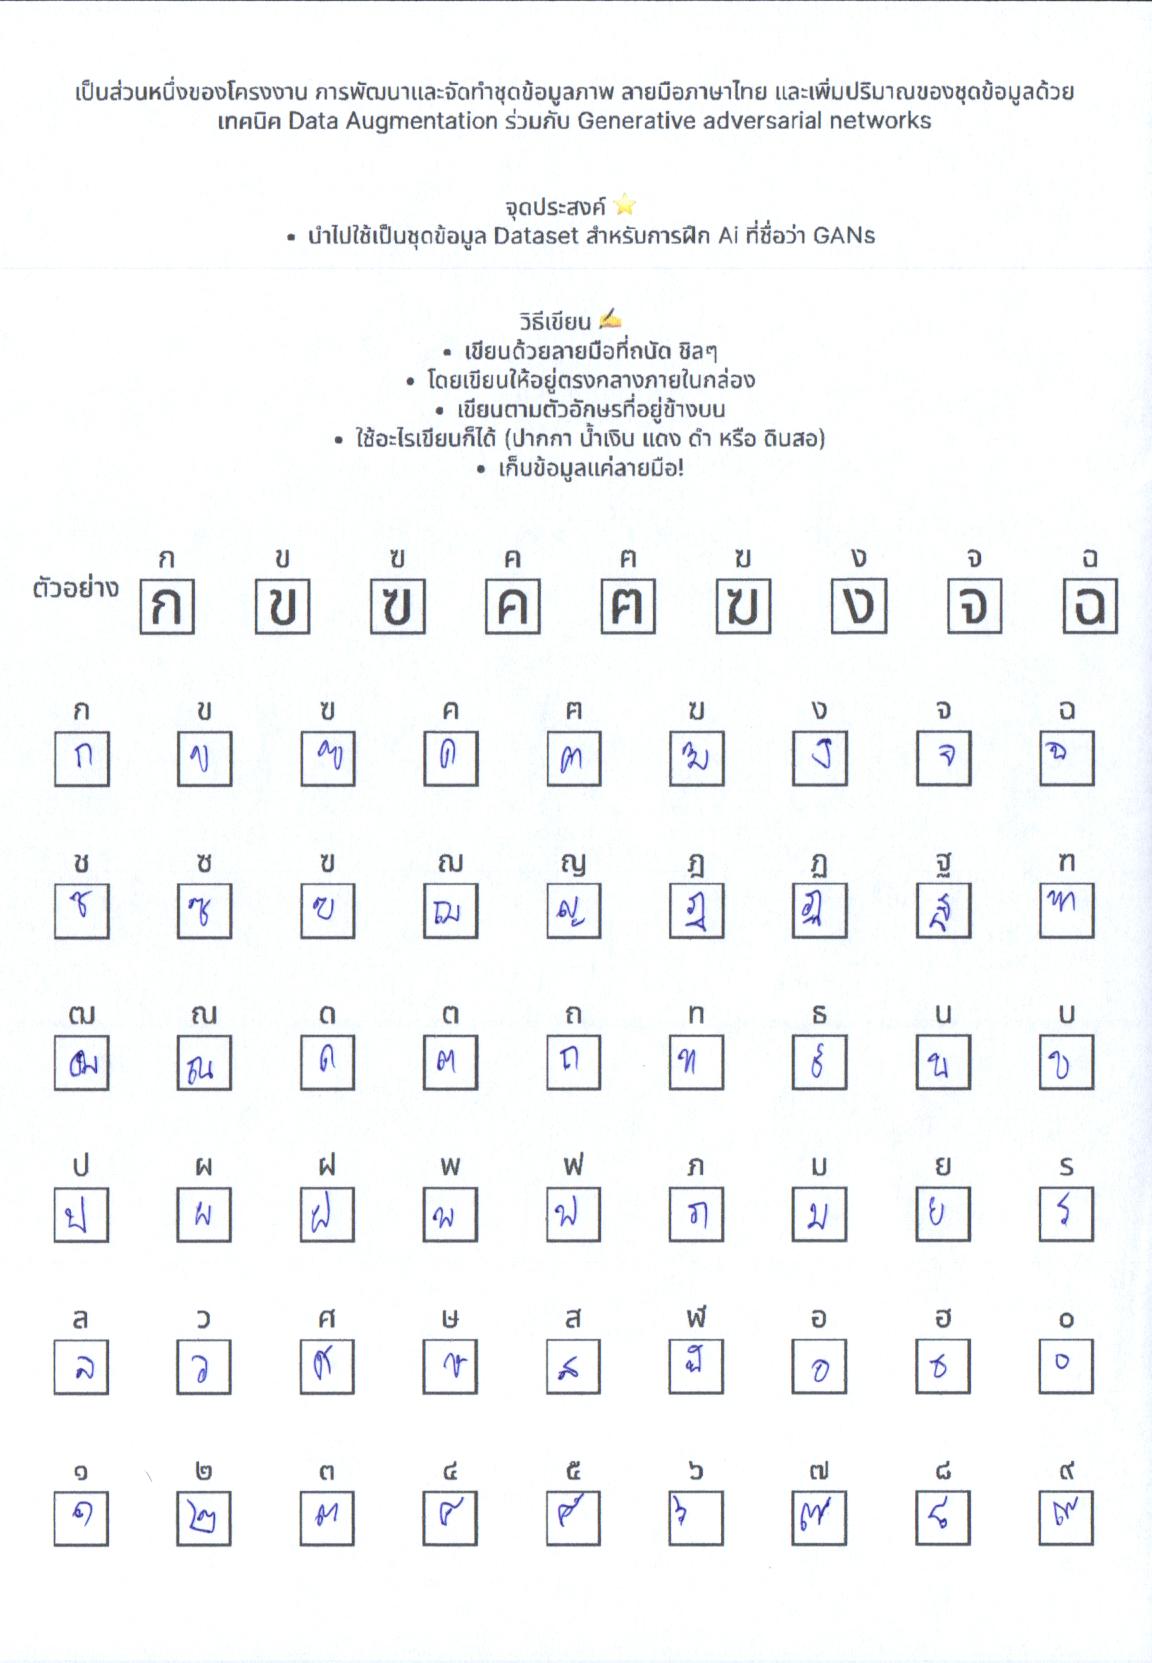 เป็นส่วนหนึ่งของโครงงาน การพัฒนาและจัดทำชุดข้อมูลภาพ ลายมือภาษาไทย และเพิ่มปริมาณของชุดข้อมูลด้วย
เทคนิค Data Augmentation ร่วมกับ Generative adversarial networks
จุดประสงค์ ⭐
• นำไปใช้เป็นชุดข้อมูล Dataset สำหรับการฝึก Ai ที่ชื่อว่า GANs
วิธีเขียน ✍️
• เขียนด้วยลายมือที่ถนัด ชิลๆ
• โดยเขียนให้อยู่ตรงกลางภายในกล่อง
• เขียนตามตัวอักษรที่อยู่ข้างบน
• ใช้อะไรเขียนก็ได้ (ปากกา น้ำเงิน แดง ดำ หรือ ดินสอ)
• เก็บข้อมูลแค่ลายมือ!
ก ข ฃ ค ฅ ฆ ง จ ฉ
ตัวอย่าง ก ข ฃ ค ฅ ฆ ง จ ฉ
ก ข ฃ ค ฅ ฆ ง จ ฉ
ก ข ฃ ค ฅ ฆ ง จ ฉ
ช ซ ฃ ฌ ญ ฎ ฏ ฐ ฑ
ช ซ ฃ ฌ ญ ฎ ฏ ฐ ฑ
ฒ ณ ด ต ถ ท ธ น บ
ฒ ณ ด ต ถ ท ธ น บ
ป ผ ฝ พ ฟ ภ ม ย ร
ป ผ ฝ พ ฟ ภ ม ย ร
ล ว ศ ษ ส ฬ อ ฮ ๐
ล ว ศ ษ ส ฬ อ ฮ ๐
๑ ๒ ๓ ๔ ๕ ๖ ๗ ๘ ๙
๑ ๒ ๓ ๔ ๕ ๖ ๗ ๘ ๙